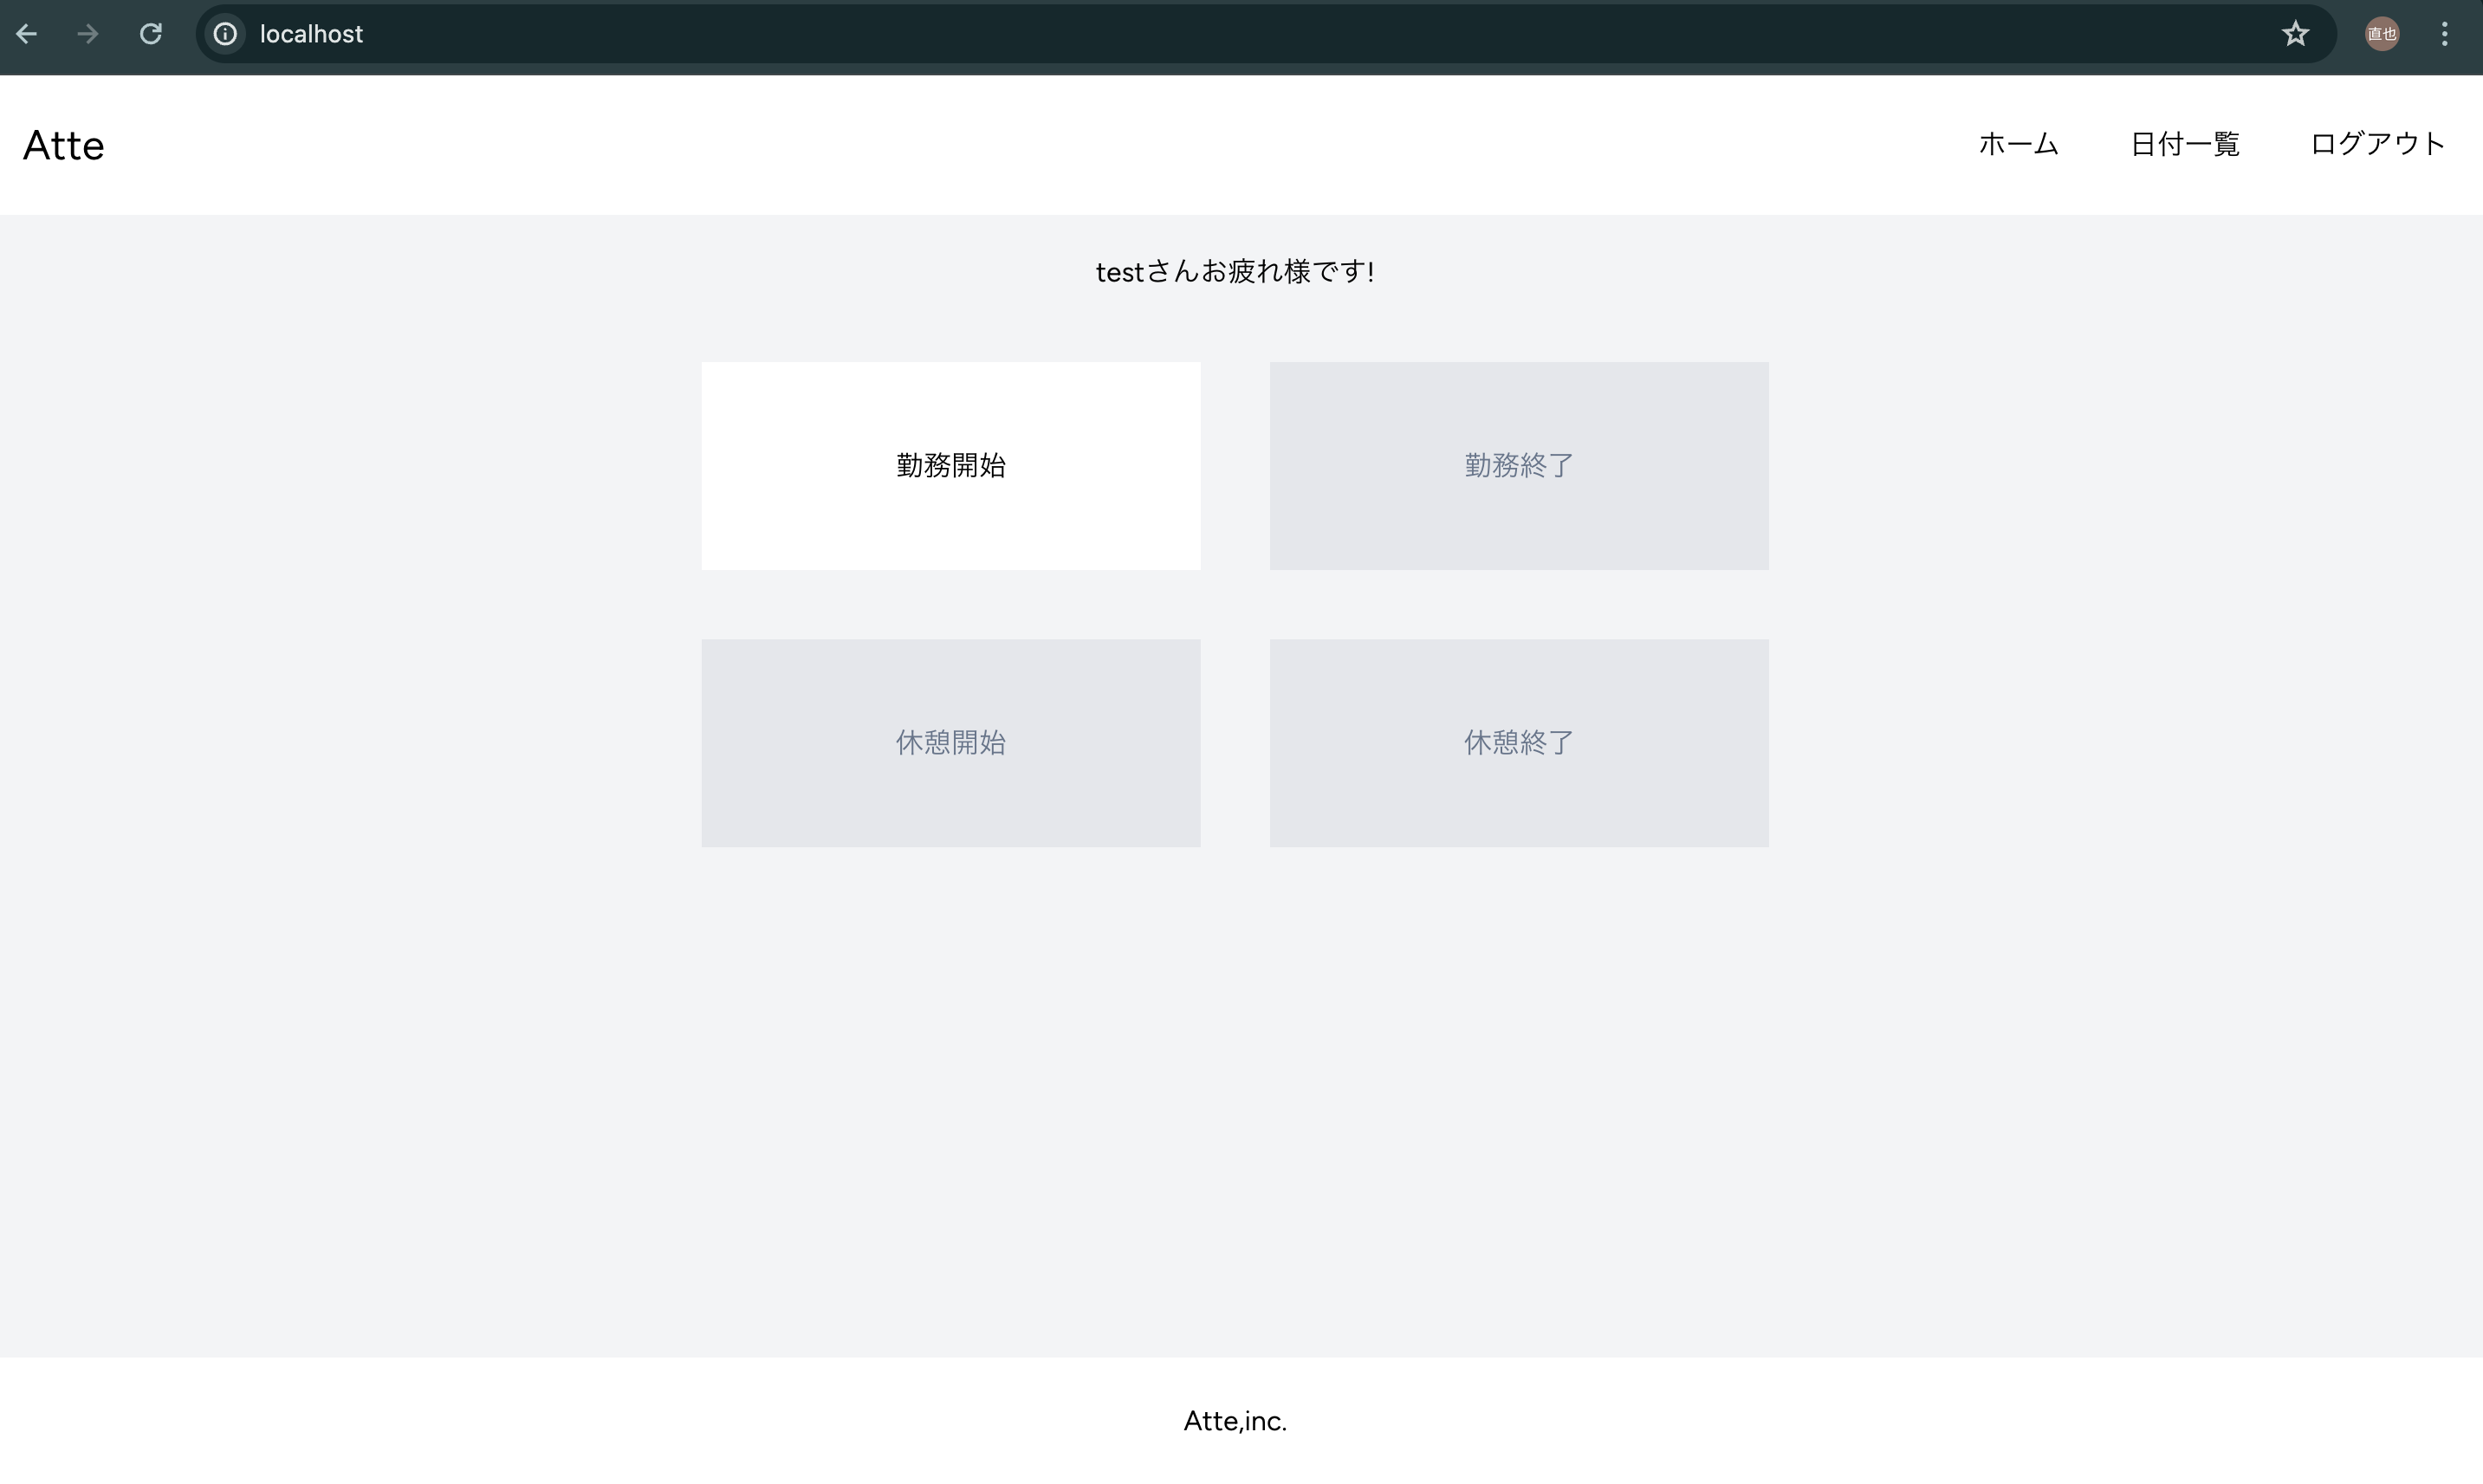 localhost
直也
Atte
ホーム 日付一覧 ログアウト
testさんお疲れ様です!
勤務開始 勤務終了
休憩開始 休憩終了
Atte,inc.